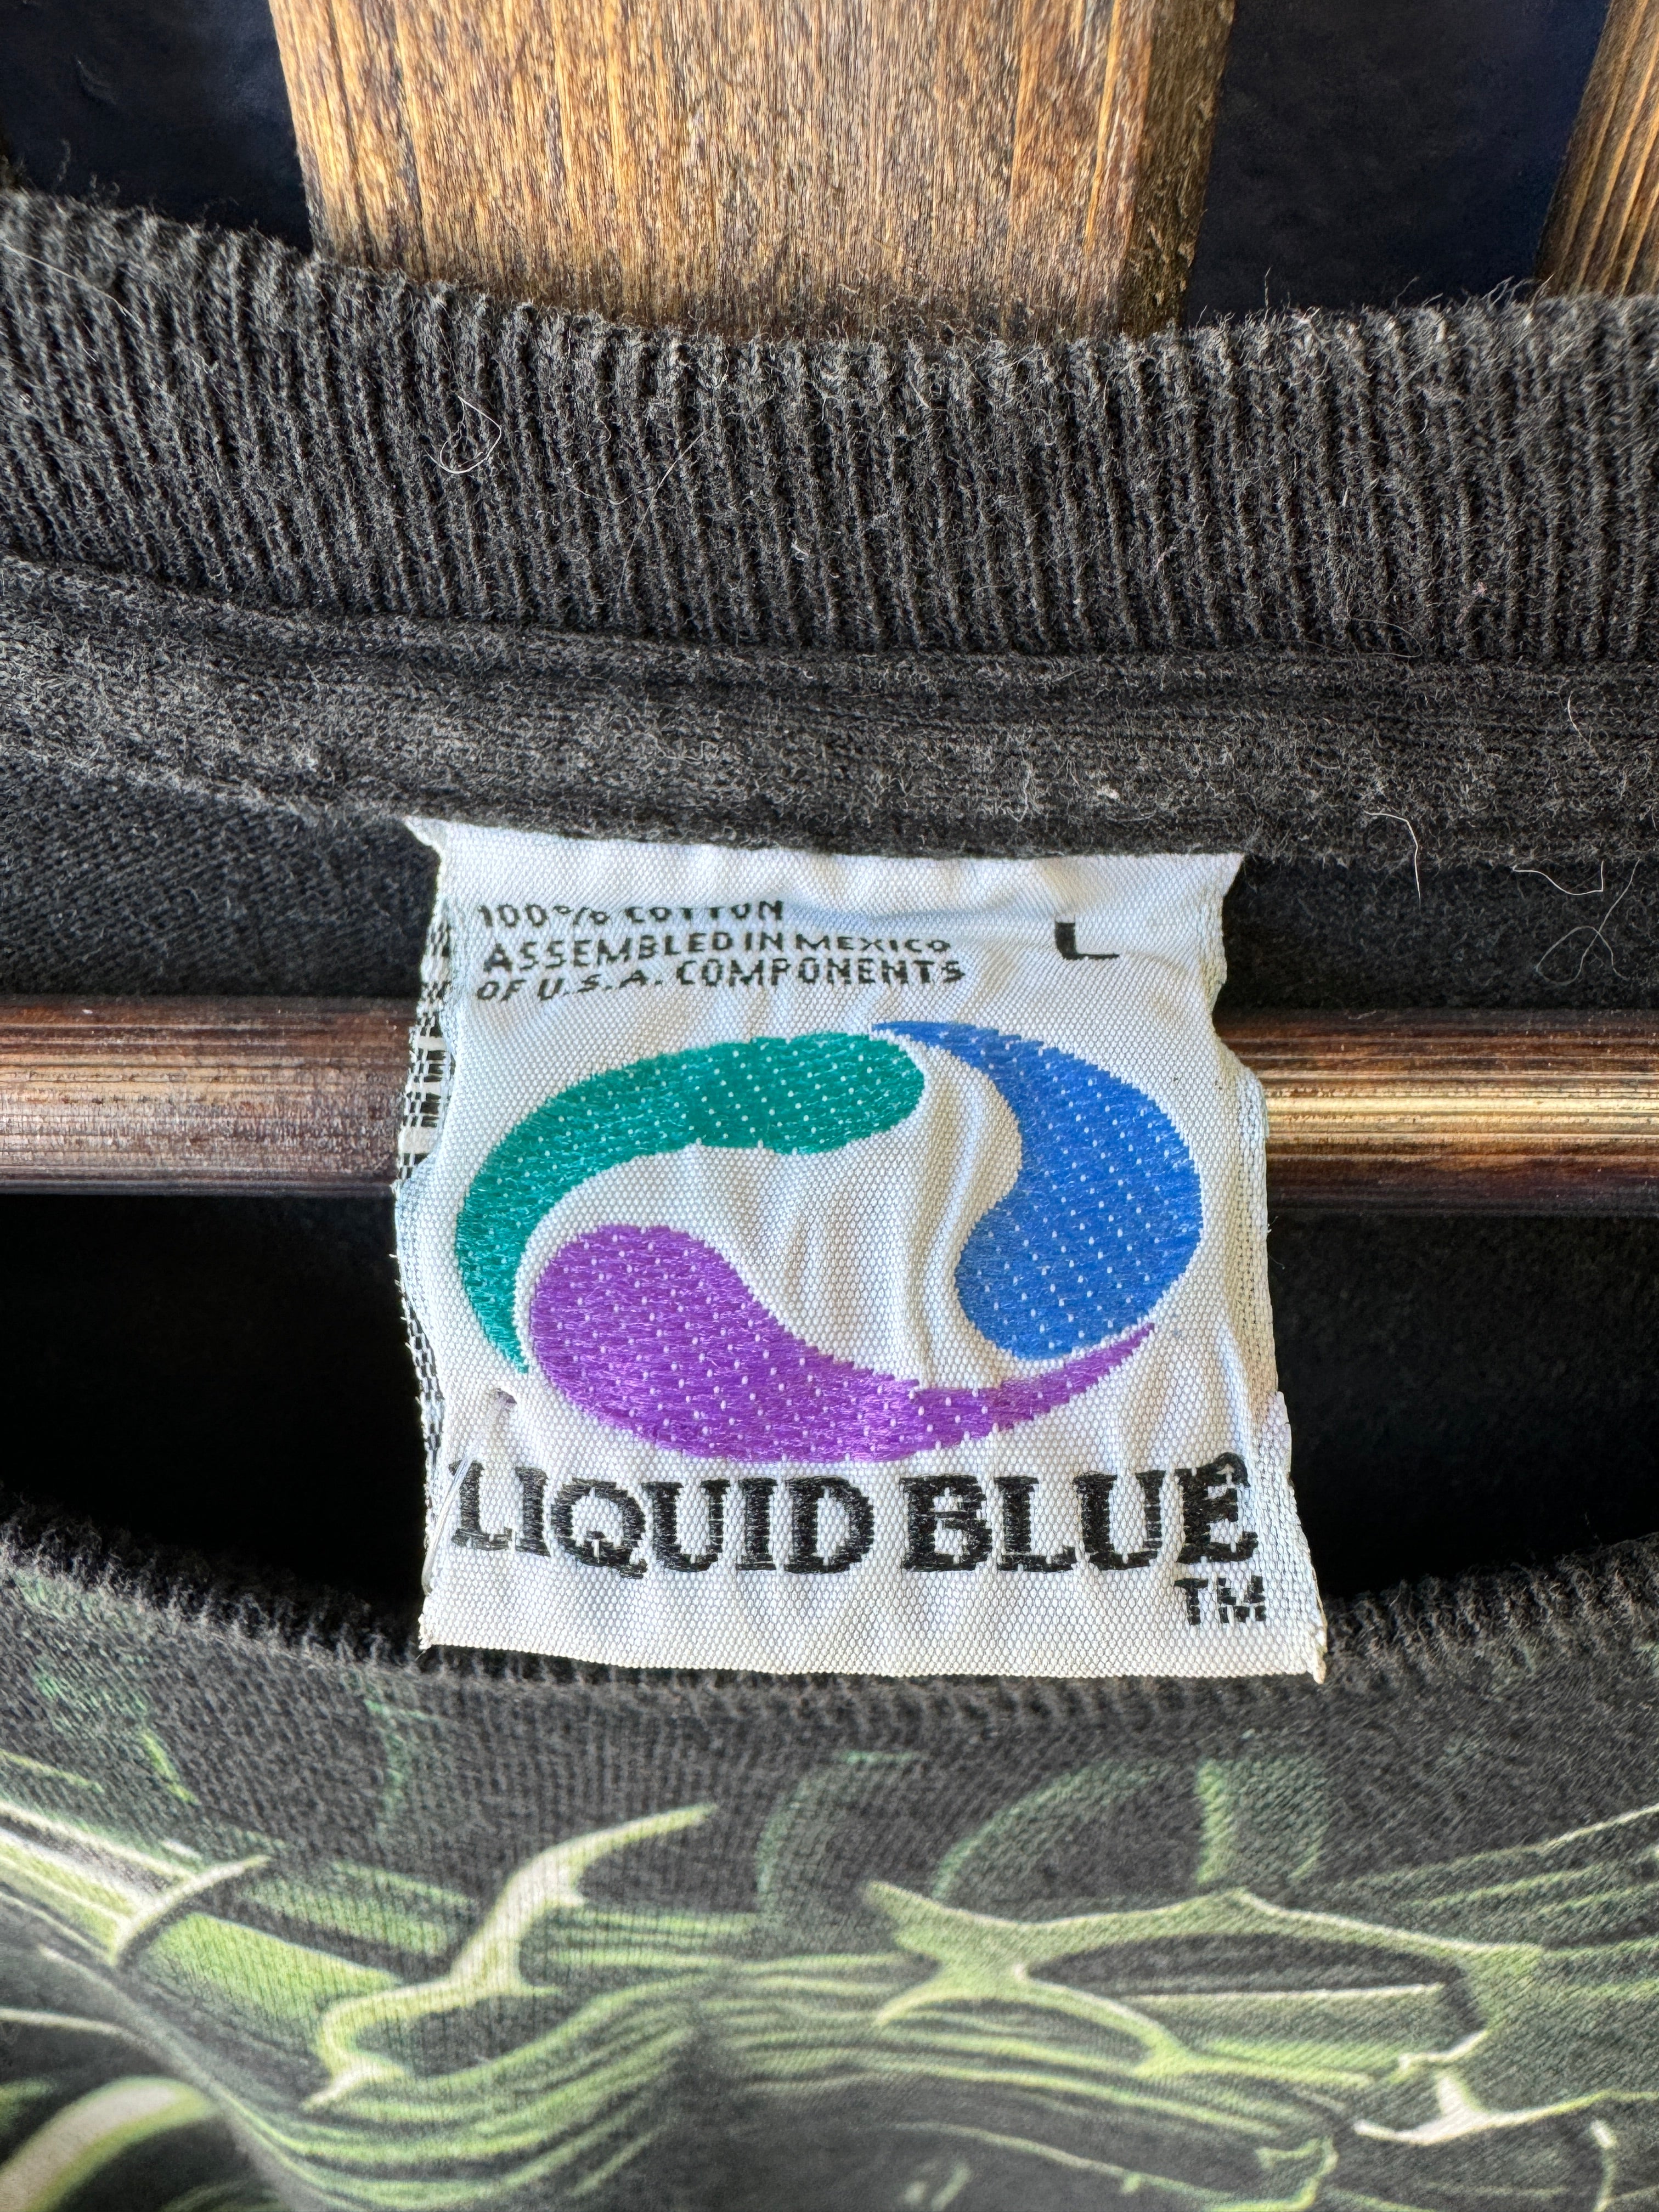 100% COTTON L
ASSEMBLED IN MEXICO
OF U.S.A. COMPONENTS
LIQUID BLUE
TM